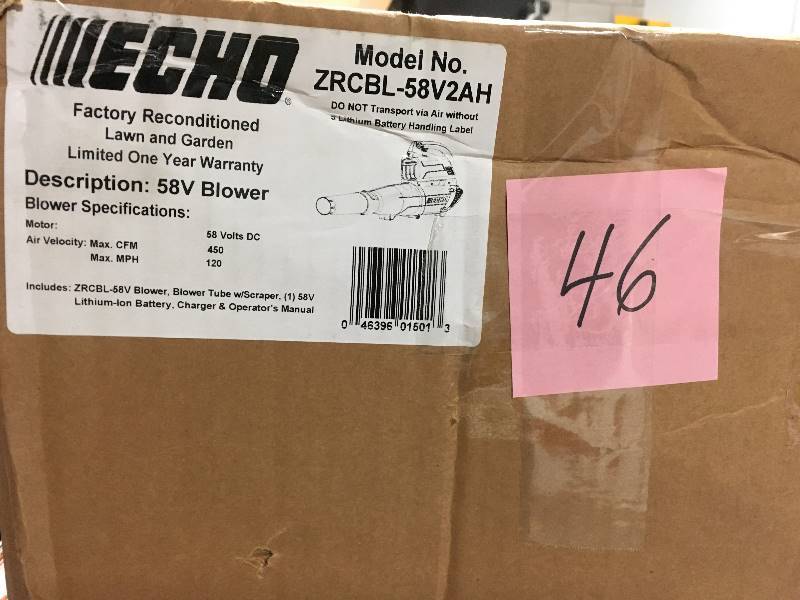 ECHO
Model No.
ZRCBL-58V2AH
DO NOT Transport via Air without
Lithium Battery Handling Label
Factory Reconditioned
Lawn and Garden
Limited One Year Warranty
Description: 58V Blower
Blower Specifications:
Motor: 58 Volts DC
Air Velocity: Max. CFM 450
Max. MPH 120
Includes: ZRCBL-58V Blower, Blower Tube w/Scraper, (1) 58V
Lithium-Ion Battery, Charger & Operator's Manual
ECHO
0 46396 01501 3
46